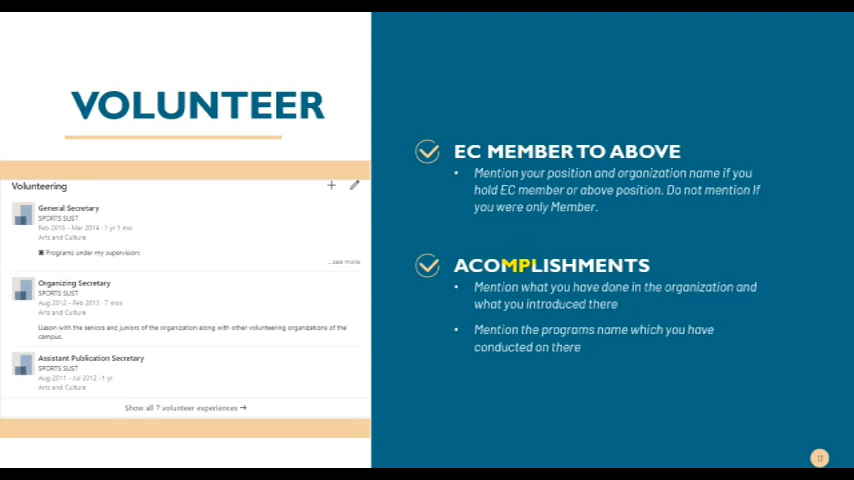 VOLUNTEER
Volunteering
General Secretary
SPORTS SUST
Feb 2013 - Mar 2014 · 1 yr 1 mo
Arts and Culture
Programs under my supervision:
...see more
Organizing Secretary
SPORTS SUST
Aug 2012 - Feb 2013 · 7 mos
Arts and Culture
Liason with the seniors and juniors of the organization along with other volunteering organizations of the
campus.
Assistant Publication Secretary
SPORTS SUST
Aug 2011 - Jul 2012 · 1 yr
Arts and Culture
Show all 7 volunteer experiences →
EC MEMBER TO ABOVE
• Mention your position and organization name if you
hold EC member or above position. Do not mention If
you were only Member.
ACOMPLISHMENTS
• Mention what you have done in the organization and
what you introduced there
• Mention the programs name which you have
conducted on there